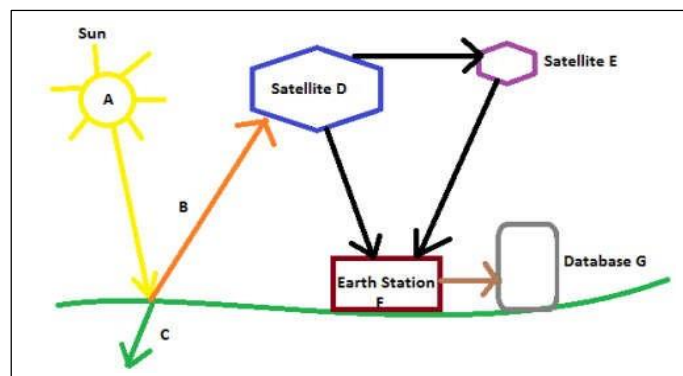 Sun
A
Satellite D
Satellite E
B
Earth Station
F
Database G
C